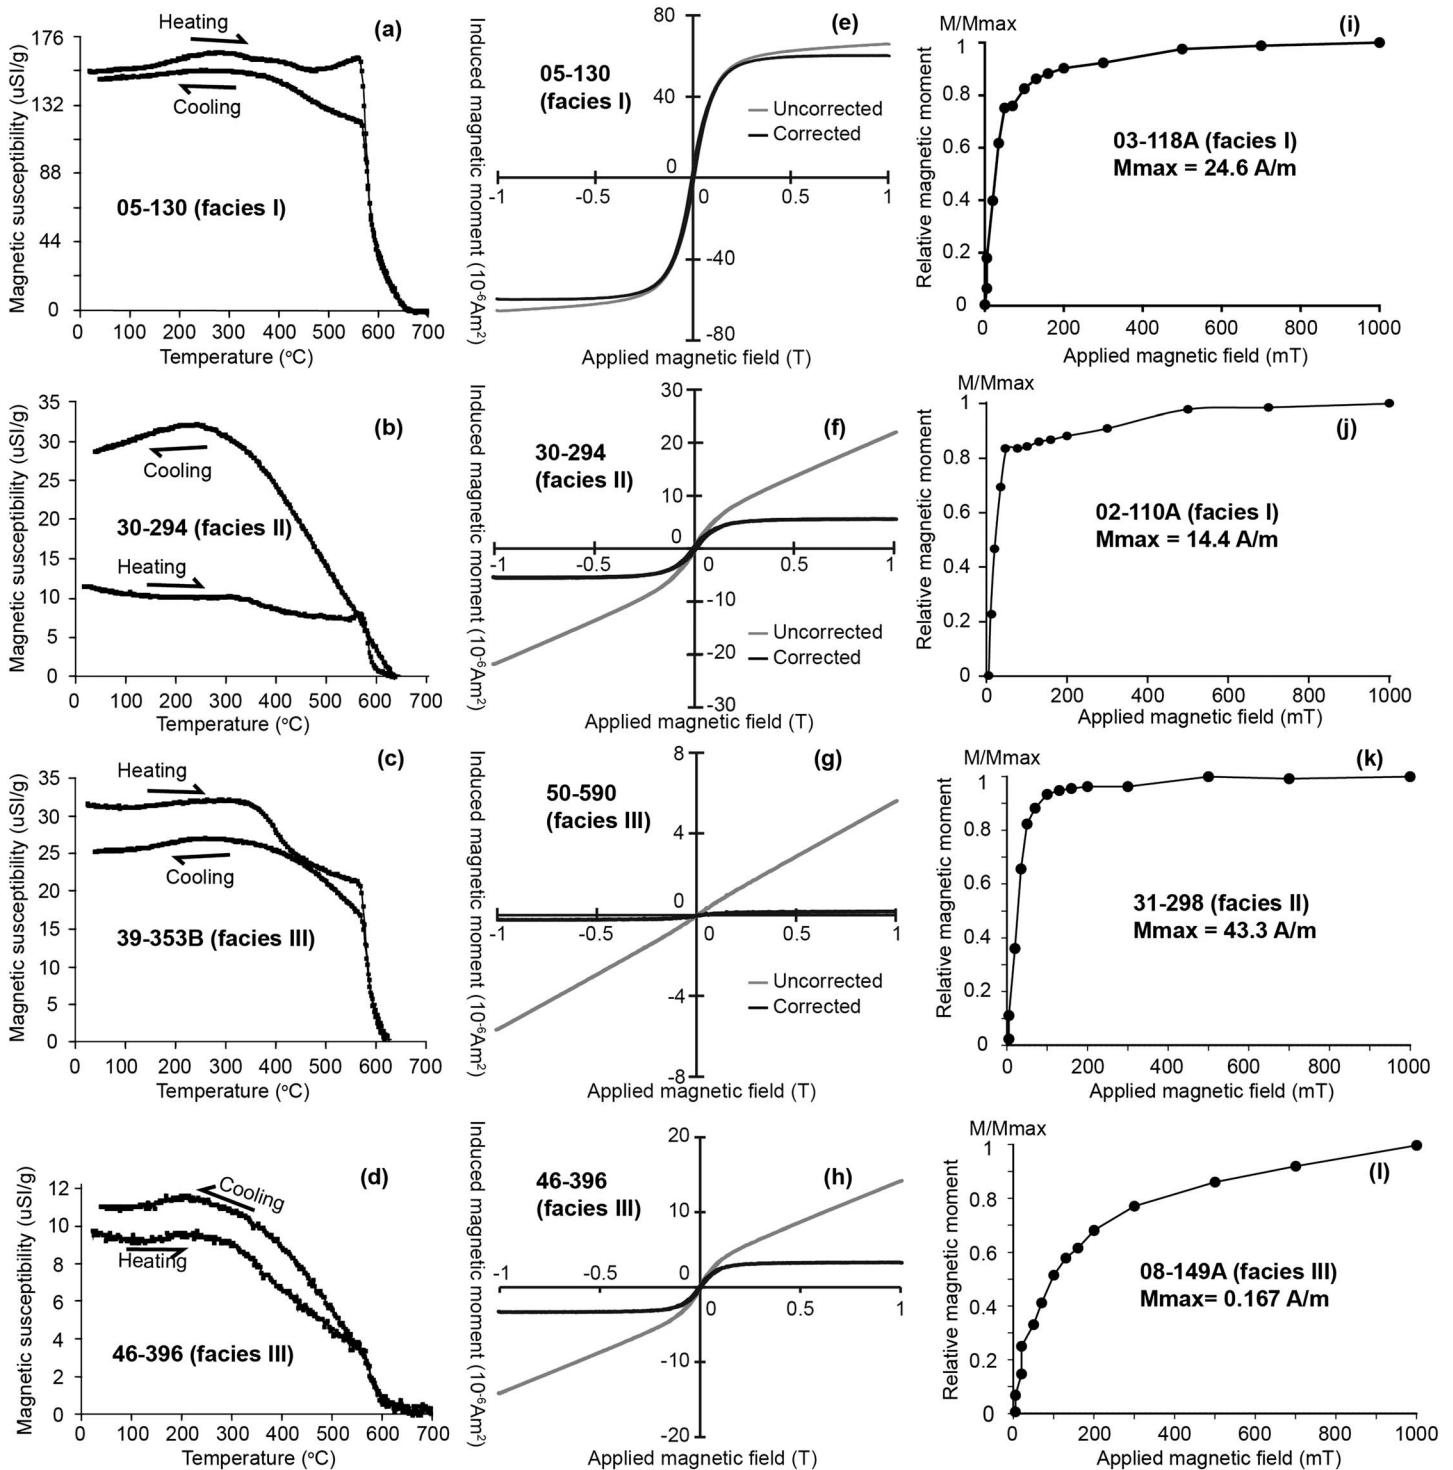 (a)
Heating
Cooling
05-130 (facies I)
Magnetic susceptibility (uSI/g)
176
132
88
44
0
0 100 200 300 400 500 600 700
Temperature (°C)
(e)
05-130
(facies I)
Uncorrected
Corrected
Induced magnetic moment (10-6Am2)
80
40
0
-40
-80
-1 -0.5 0 0.5 1
Applied magnetic field (T)
M/Mmax
(i)
03-118A (facies I)
Mmax = 24.6 A/m
Relative magnetic moment
1
0.8
0.6
0.4
0.2
0
0 200 400 600 800 1000
Applied magnetic field (mT)
(b)
Cooling
30-294 (facies II)
Heating
Magnetic susceptibility (uSI/g)
35
30
25
20
15
10
5
0
0 100 200 300 400 500 600 700
Temperature (°C)
(f)
30-294
(facies II)
Uncorrected
Corrected
Induced magnetic moment (10-6Am2)
30
20
10
0
-10
-20
-30
-1 -0.5 0 0.5 1
Applied magnetic field (T)
M/Mmax
(j)
02-110A (facies I)
Mmax = 14.4 A/m
Relative magnetic moment
1
0.8
0.6
0.4
0.2
0
0 200 400 600 800 1000
Applied magnetic field (mT)
(c)
Heating
Cooling
39-353B (facies III)
Magnetic susceptibility (uSI/g)
35
30
25
20
15
10
5
0
0 100 200 300 400 500 600 700
Temperature (°C)
(g)
50-590
(facies III)
Uncorrected
Corrected
Induced magnetic moment (10-6Am2)
8
4
0
-4
-8
-1 -0.5 0 0.5 1
Applied magnetic field (T)
M/Mmax
(k)
31-298 (facies II)
Mmax = 43.3 A/m
Relative magnetic moment
1
0.8
0.6
0.4
0.2
0
0 200 400 600 800 1000
Applied magnetic field (mT)
(d)
Cooling
Heating
46-396 (facies III)
Magnetic susceptibility (uSI/g)
12
10
8
6
4
2
0
0 100 200 300 400 500 600 700
Temperature (°C)
(h)
46-396
(facies III)
Uncorrected
Corrected
Induced magnetic moment (10-6Am2)
20
10
0
-10
-20
-1 -0.5 0 0.5 1
Applied magnetic field (T)
M/Mmax
(l)
08-149A (facies III)
Mmax= 0.167 A/m
Relative magnetic moment
1
0.8
0.6
0.4
0.2
0
0 200 400 600 800 1000
Applied magnetic field (mT)